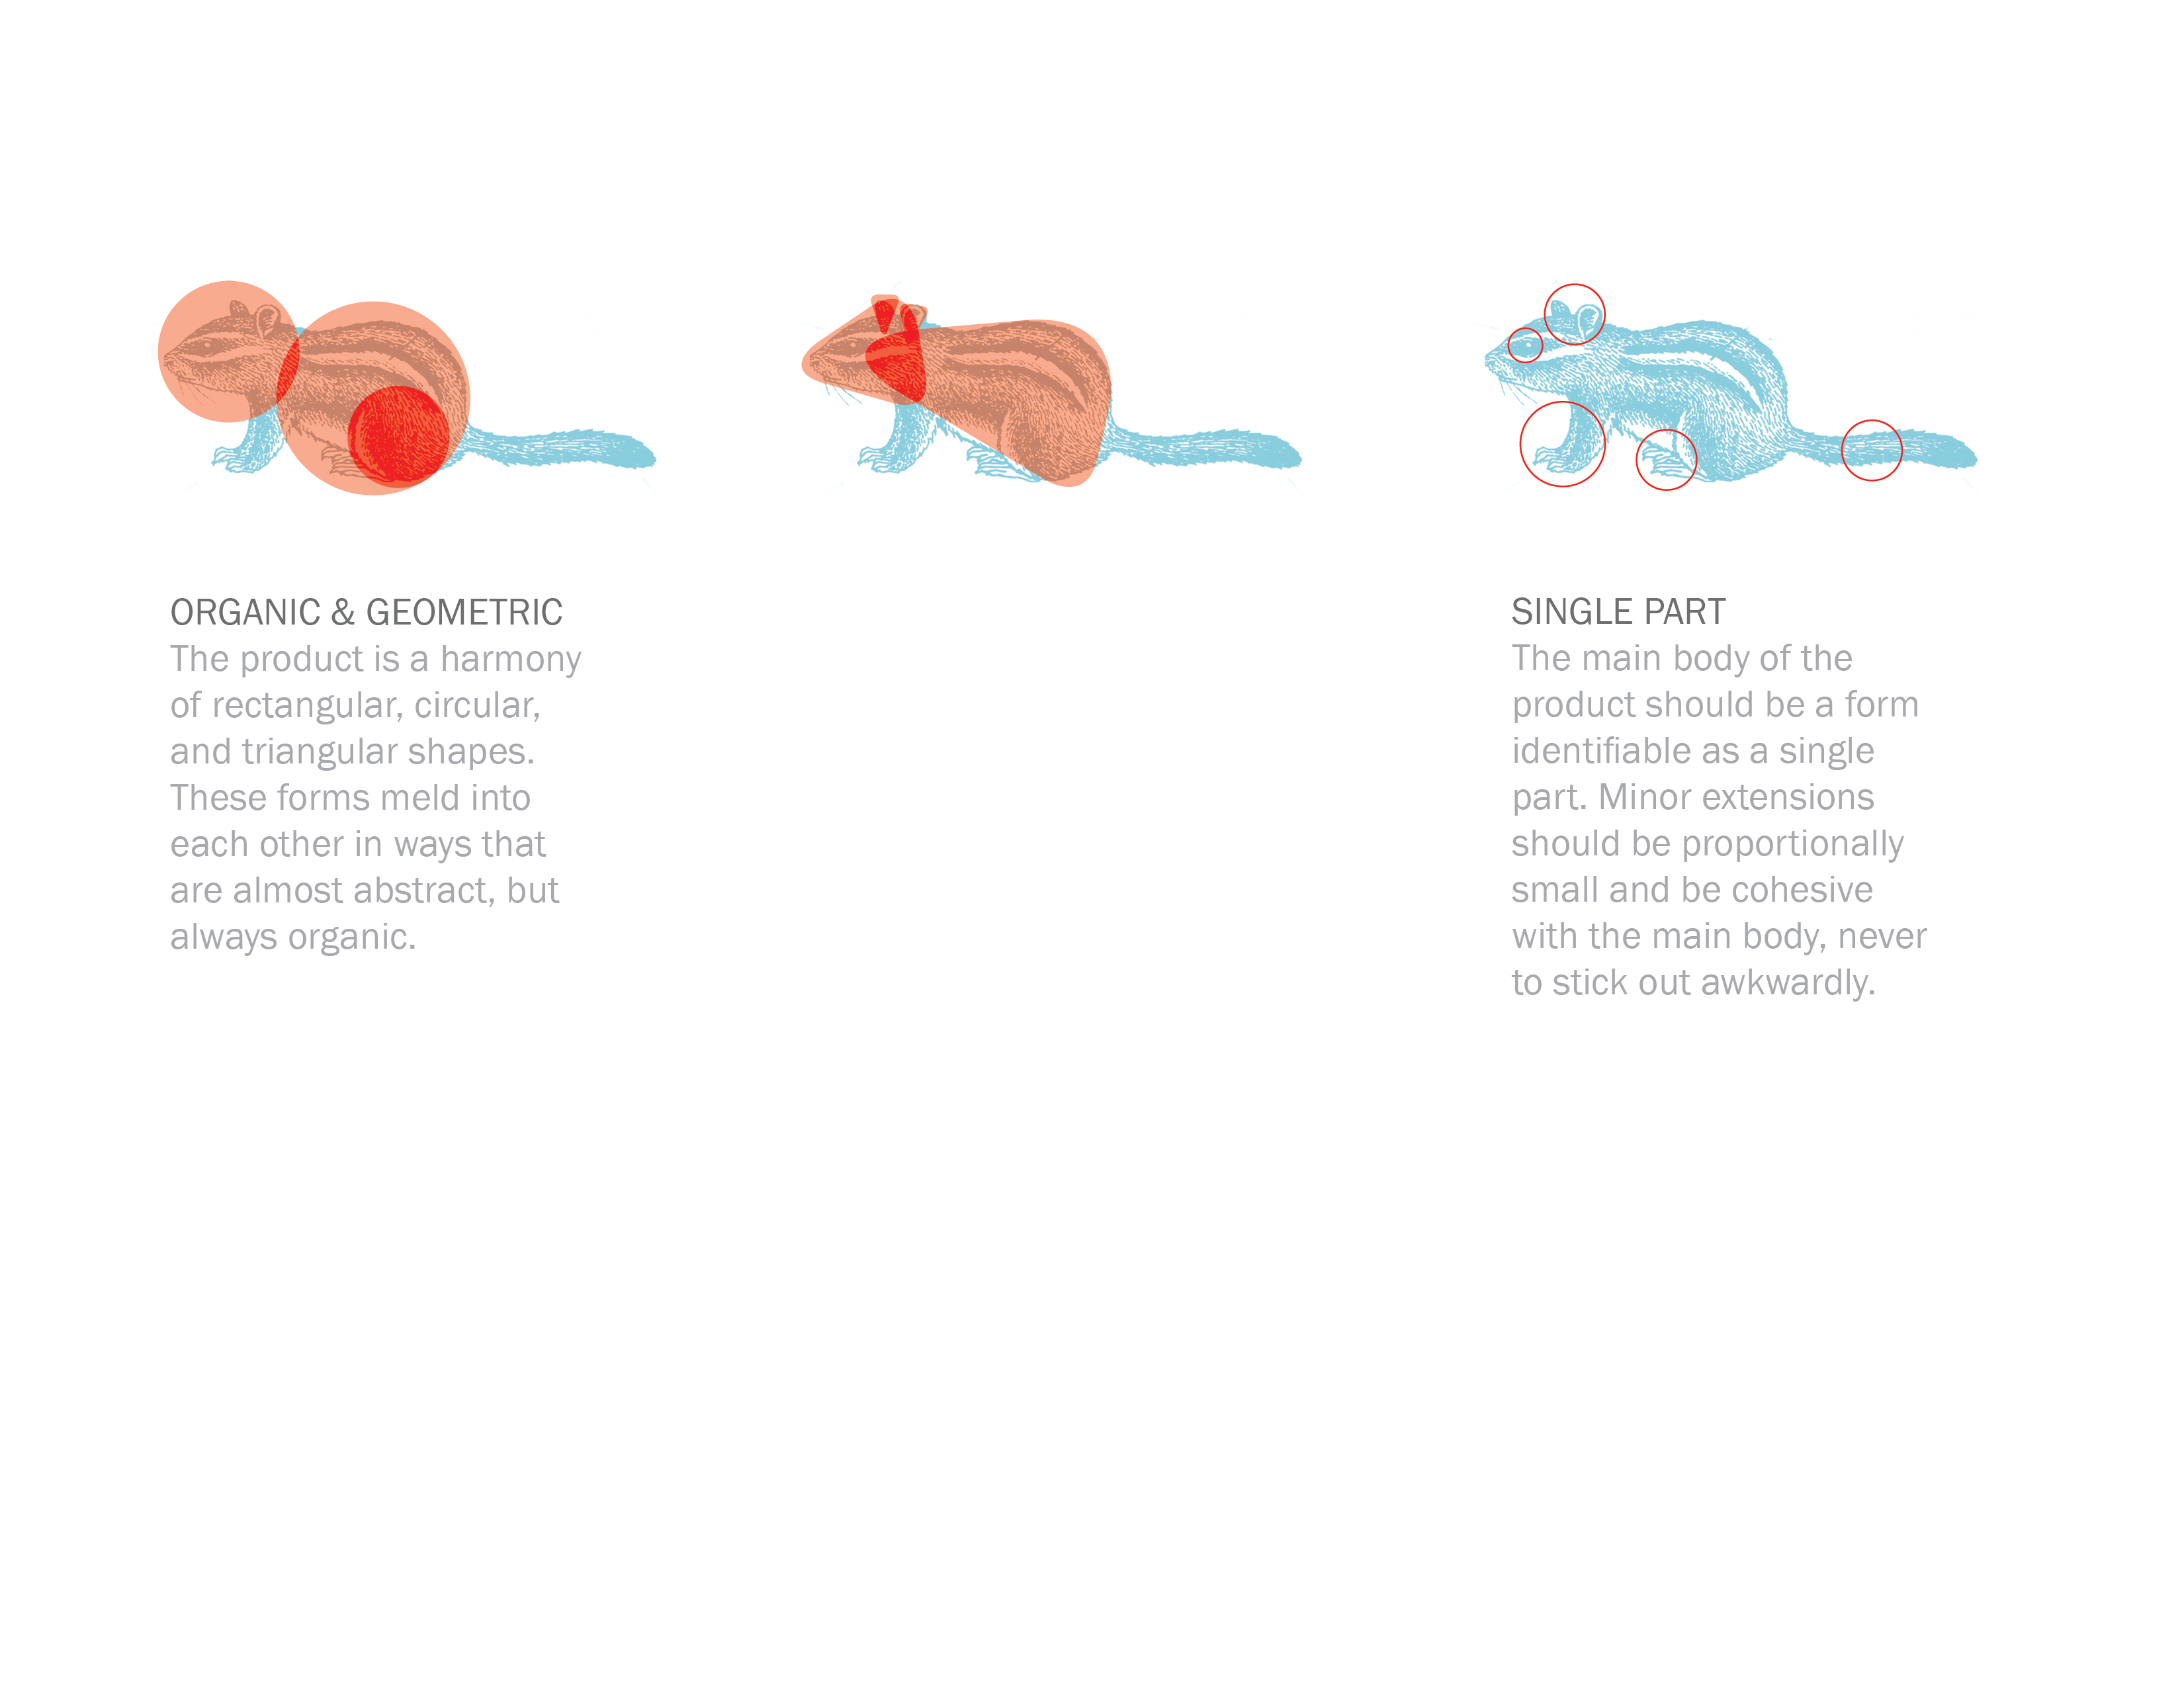 ORGANIC & GEOMETRIC
The product is a harmony
of rectangular, circular,
and triangular shapes.
These forms meld into
each other in ways that
are almost abstract, but
always organic.
SINGLE PART
The main body of the
product should be a form
identifiable as a single
part. Minor extensions
should be proportionally
small and be cohesive
with the main body, never
to stick out awkwardly.